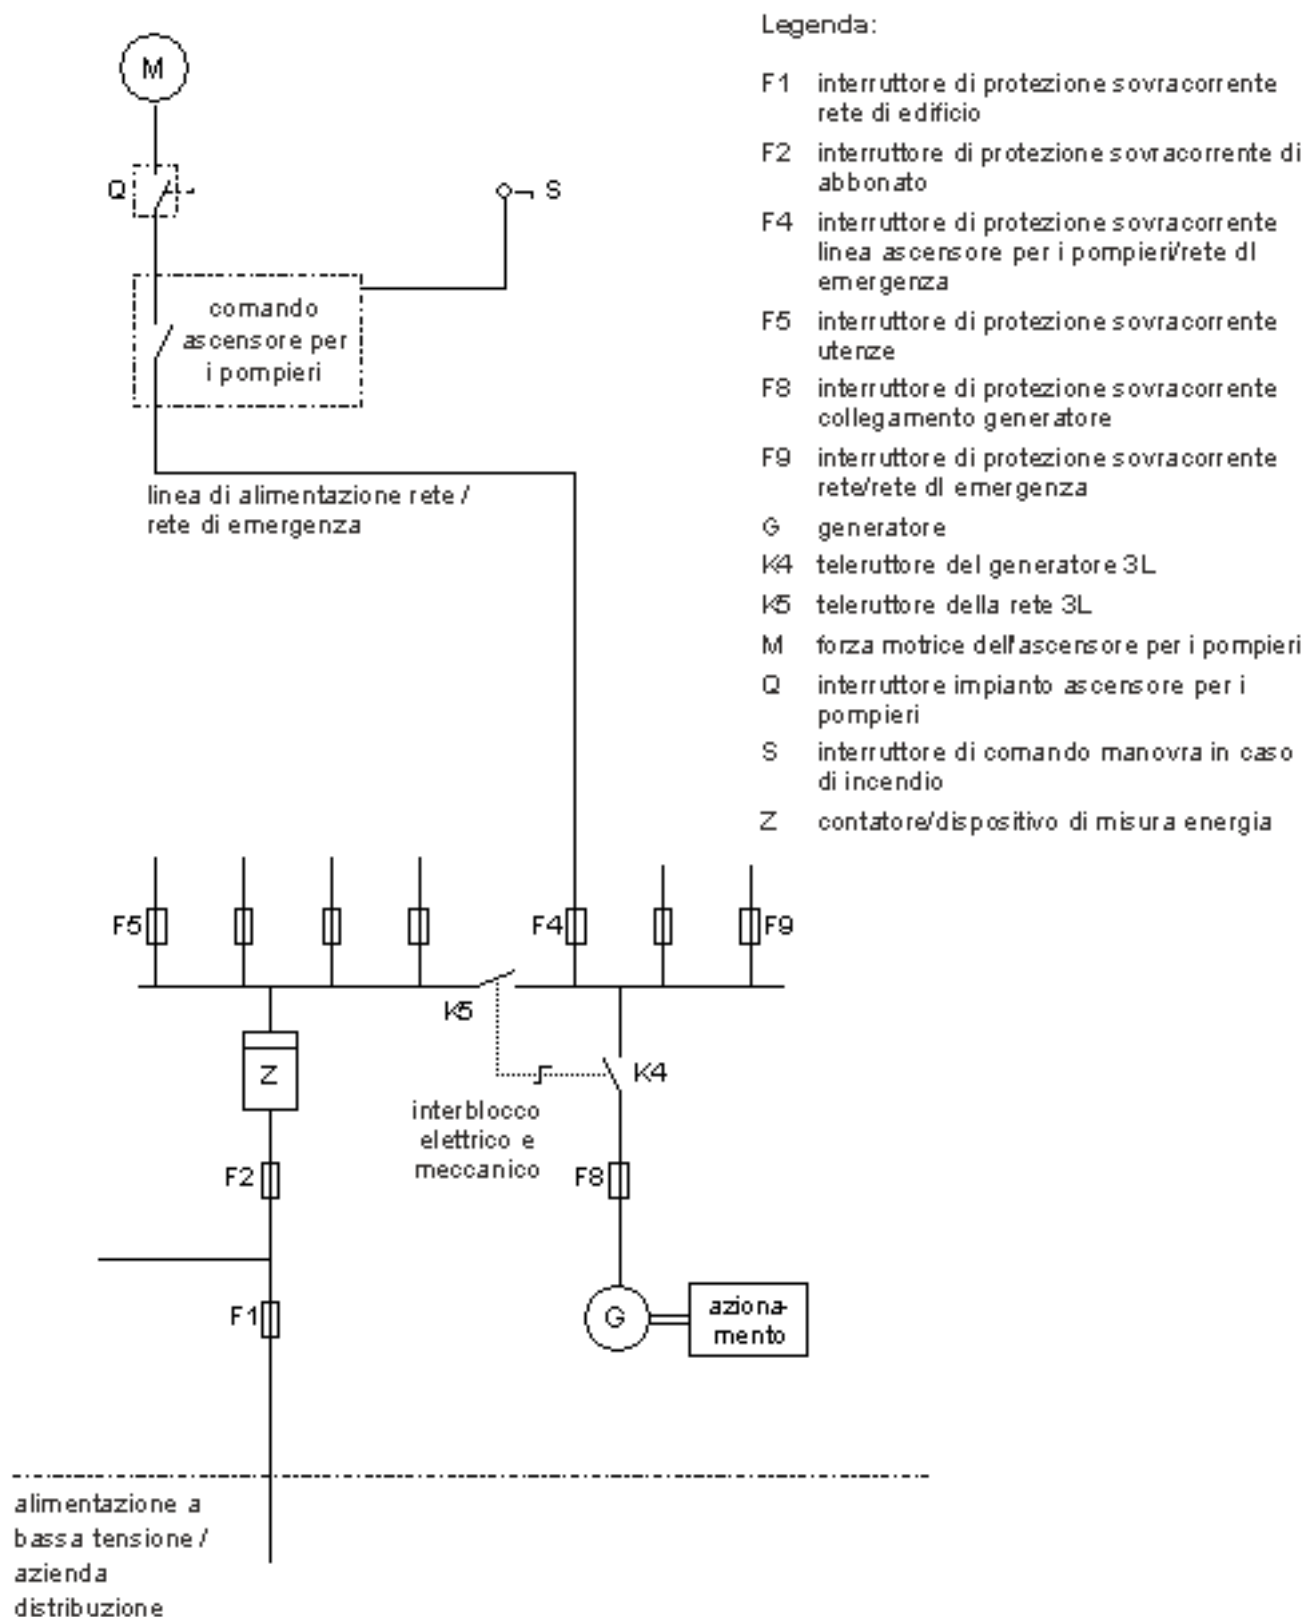 Legenda:
F1 interruttore di protezione sovracorrente
rete di edificio
F2 interruttore di protezione sovracorrente di
abbonato
F4 interruttore di protezione sovracorrente
linea ascensore per i pompieri/rete dl
emergenza
F5 interruttore di protezione sovracorrente
utenze
F8 interruttore di protezione sovracorrente
collegamento generatore
F9 interruttore di protezione sovracorrente
rete/rete dl emergenza
G generatore
K4 teleruttore del generatore 3L
K5 teleruttore della rete 3L
M forza motrice dell'ascensore per i pompieri
Q interruttore impianto ascensore per i
pompieri
S interruttore di comando manovra in caso
di incendio
Z contatore/dispositivo di misura energia
M
Q
S
comando
ascensore per
i pompieri
linea di alimentazione rete /
rete di emergenza
F5
F4
F9
K5
Z
K4
interblocco
elettrico e
meccanico
F2
F8
F1
G
aziona-
mento
alimentazione a
bassa tensione /
azienda
distribuzione